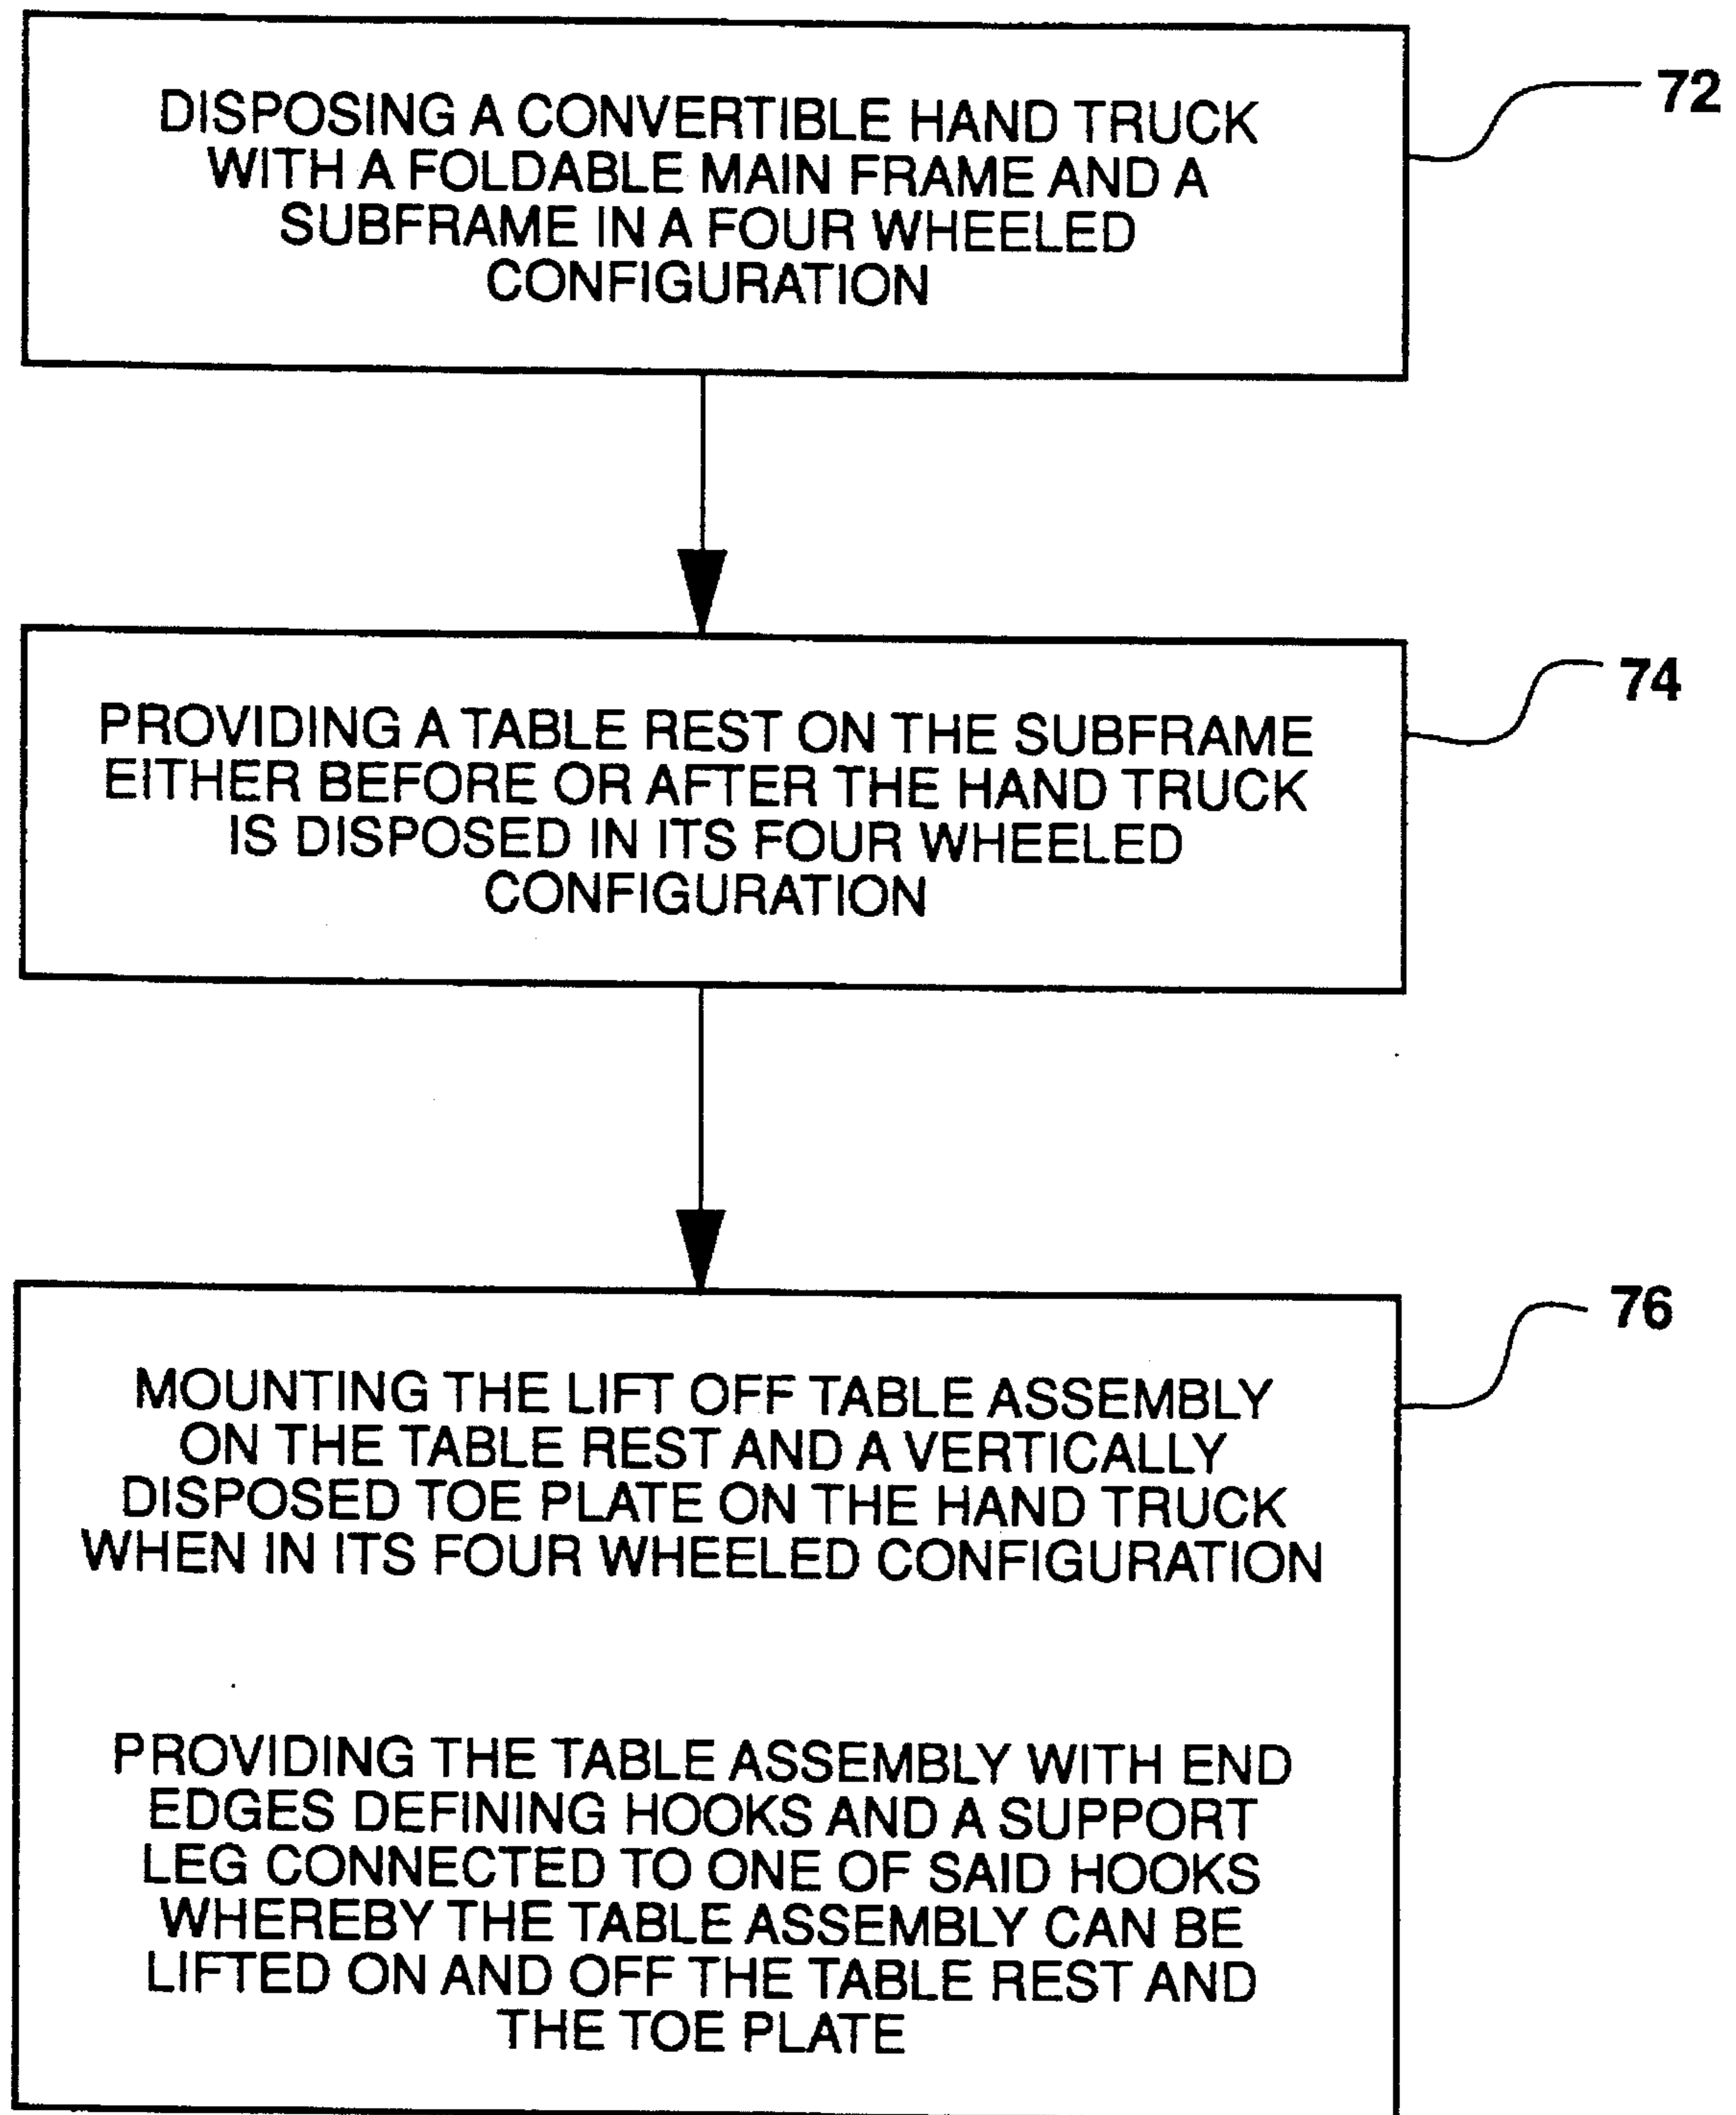 DISPOSING A CONVERTIBLE HAND TRUCK
WITH A FOLDABLE MAIN FRAME AND A
SUBFRAME IN A FOUR WHEELED
CONFIGURATION
72
PROVIDING A TABLE REST ON THE SUBFRAME
EITHER BEFORE OR AFTER THE HAND TRUCK
IS DISPOSED IN ITS FOUR WHEELED
CONFIGURATION
74
MOUNTING THE LIFT OFF TABLE ASSEMBLY
ON THE TABLE REST AND A VERTICALLY
DISPOSED TOE PLATE ON THE HAND TRUCK
WHEN IN ITS FOUR WHEELED CONFIGURATION
76
PROVIDING THE TABLE ASSEMBLY WITH END
EDGES DEFINING HOOKS AND A SUPPORT
LEG CONNECTED TO ONE OF SAID HOOKS
WHEREBY THE TABLE ASSEMBLY CAN BE
LIFTED ON AND OFF THE TABLE REST AND
THE TOE PLATE